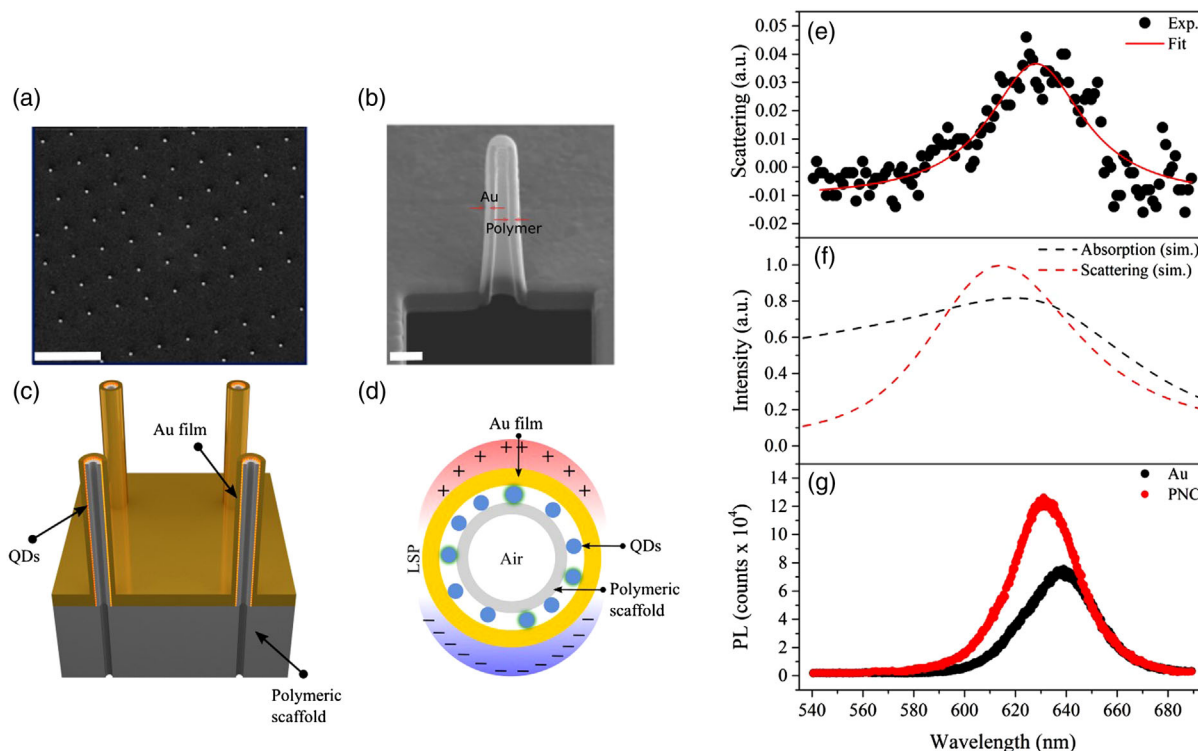 (a)
(b)
Au
Polymer
(c)
Au film
QDs
Polymeric
scaffold
(d)
Au film
LSP
Air
QDs
Polymeric
scaffold
+ + + + + + + +
− − − − − − − − −
(e)
Exp.
Fit
0.05
0.04
0.03
0.02
0.01
0.00
-0.01
-0.02
Scattering (a.u.)
(f)
Absorption (sim.)
Scattering (sim.)
1.0
0.8
0.6
0.4
0.2
0.0
Intensity (a.u.)
(g)
Au
PNC
14
12
10
8
6
4
2
0
PL (counts x 10⁴)
540 560 580 600 620 640 660 680
Wavelength (nm)